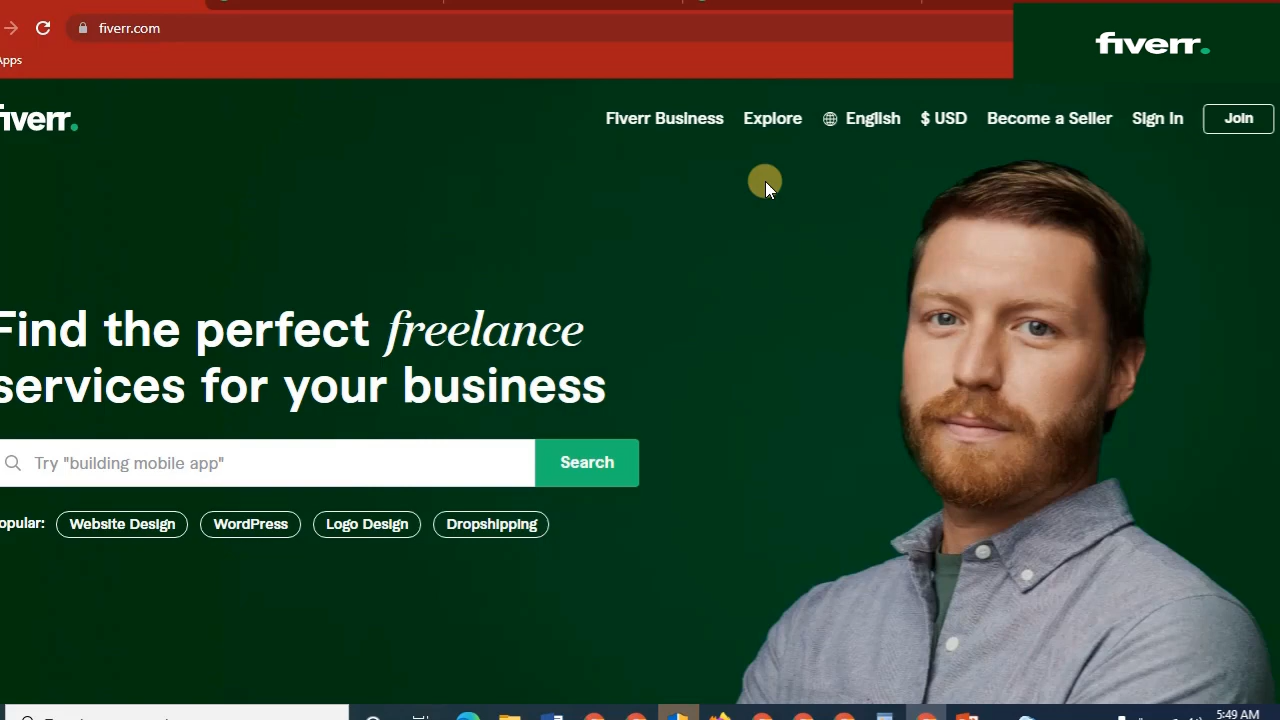 fiverr.com
fiverr.
Apps
fiverr.
Fiverr Business Explore English $ USD Become a Seller Sign In Join
Find the perfect freelance
services for your business
Try "building mobile app" Search
opular: Website Design WordPress Logo Design Dropshipping
5:49 AM